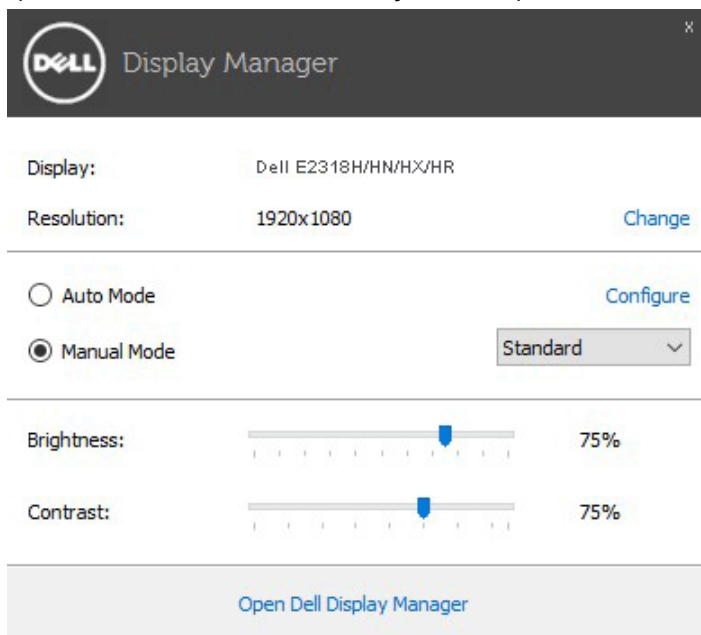 DELL Display Manager x
Display: Dell E2318H/HN/HX/HR
Resolution: 1920x1080 Change
Auto Mode Configure
Manual Mode Standard
Brightness: 75%
Contrast: 75%
Open Dell Display Manager